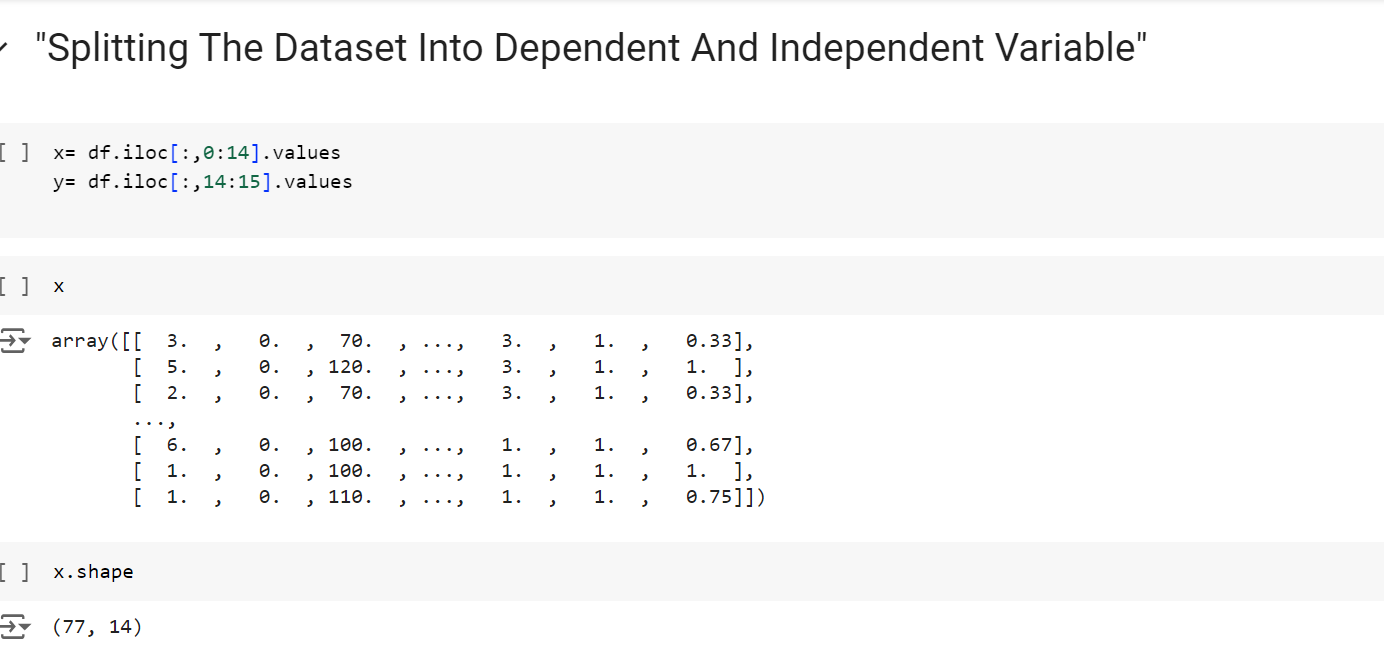 "Splitting The Dataset Into Dependent And Independent Variable"
[ ] x= df.iloc[:,0:14].values
y= df.iloc[:,14:15].values
[ ] x
array([[  3.  ,   0.  ,  70.  , ...,   3.  ,   1.  ,   0.33],
[  5.  ,   0.  , 120.  , ...,   3.  ,   1.  ,   1.  ],
[  2.  ,   0.  ,  70.  , ...,   3.  ,   1.  ,   0.33],
...,
[  6.  ,   0.  , 100.  , ...,   1.  ,   1.  ,   0.67],
[  1.  ,   0.  , 100.  , ...,   1.  ,   1.  ,   1.  ],
[  1.  ,   0.  , 110.  , ...,   1.  ,   1.  ,   0.75]])
[ ] x.shape
(77, 14)